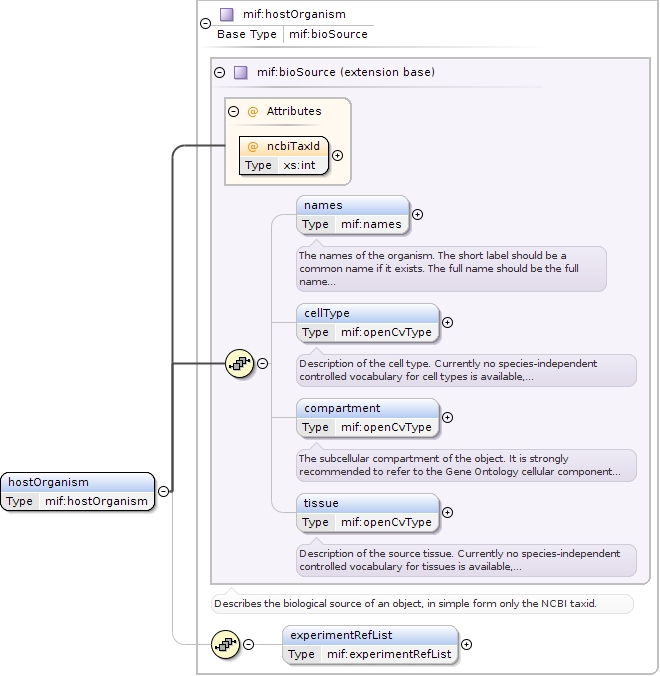 mif:hostOrganism
Base Type mif:bioSource
mif:bioSource (extension base)
@ Attributes
@ ncbiTaxId
Type xs:int
names
Type mif:names
The names of the organism. The short label should be a
common name if it exists. The full name should be the full
name...
cellType
Type mif:openCvType
Description of the cell type. Currently no species-independent
controlled vocabulary for cell types is available,...
compartment
Type mif:openCvType
The subcellular compartment of the object. It is strongly
recommended to refer to the Gene Ontology cellular component...
hostOrganism
Type mif:hostOrganism
tissue
Type mif:openCvType
Description of the source tissue. Currently no species-independent
controlled vocabulary for tissues is available,...
Describes the biological source of an object, in simple form only the NCBI taxid.
experimentRefList
Type mif:experimentRefList